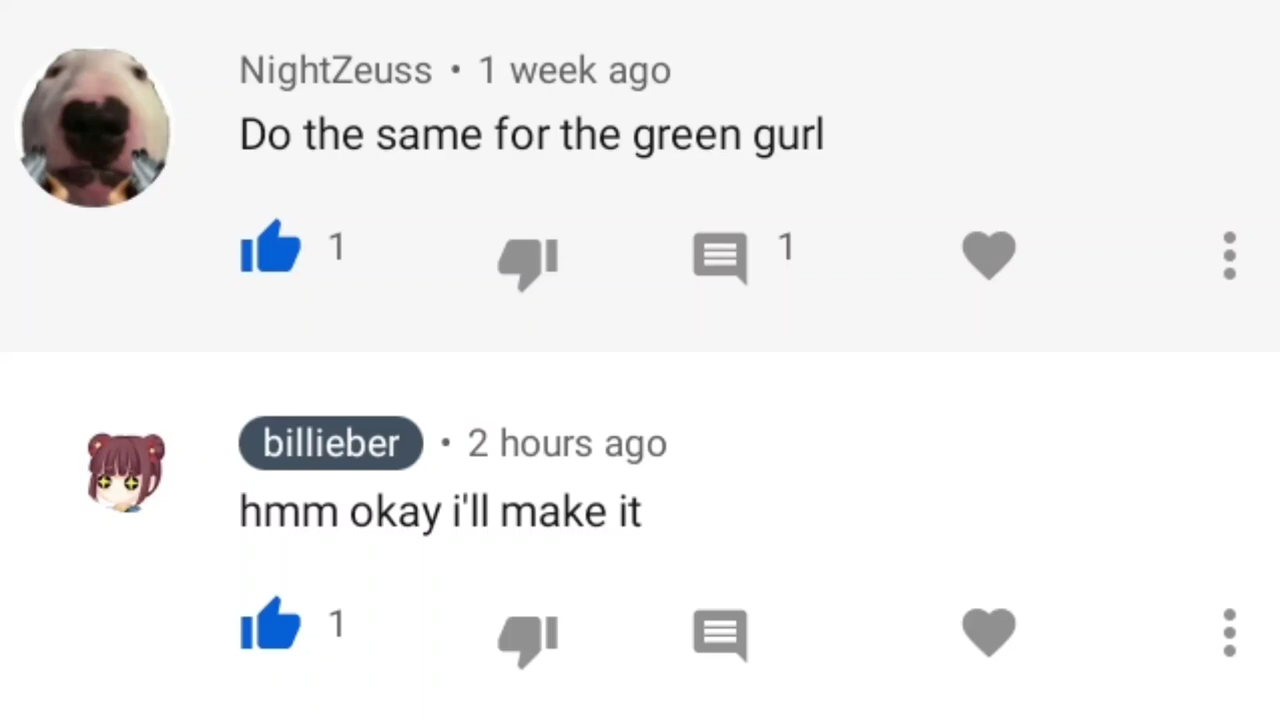 NightZeuss • 1 week ago
Do the same for the green gurl
1 1
billieber • 2 hours ago
hmm okay i'll make it
1